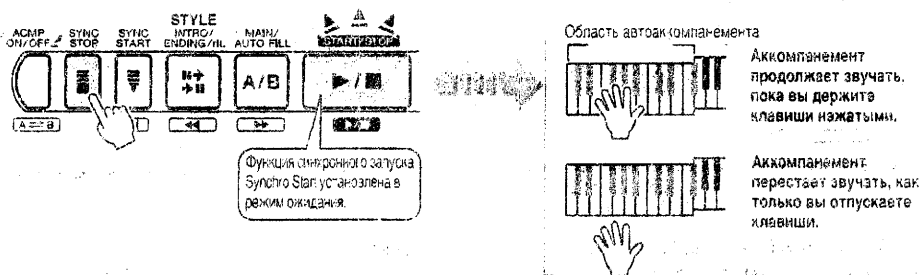 STYLE
ACMP ON/OFF
SYNC STOP
SYNC START
INTRO/ ENDING/rit.
MAIN/ AUTO FILL
START/STOP
A/B
A ⇌ B
Функция синхронного запуска
Synchro Start установлена в
режим ожидания.
Область автоаккомпанемента
Аккомпанемент
продолжает звучать,
пока вы держите
клавиши нажатыми.
Аккомпанемент
перестает звучать, как
только вы отпускаете
клавиши.